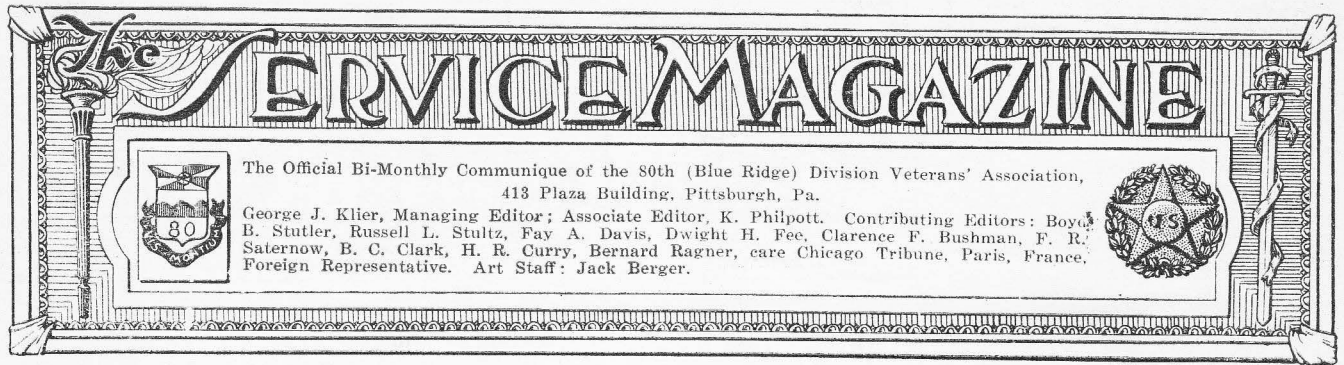 The SERVICE MAGAZINE
The Official Bi-Monthly Communique of the 80th (Blue Ridge) Division Veterans' Association,
413 Plaza Building, Pittsburgh, Pa.
George J. Klier, Managing Editor; Associate Editor, K. Philpott. Contributing Editors: Boyd
B. Stutler, Russell L. Stultz, Fay A. Davis, Dwight H. Fee, Clarence F. Bushman, F. R.
Saternow, B. C. Clark, H. R. Curry, Bernard Ragner, care Chicago Tribune, Paris, France,
Foreign Representative. Art Staff: Jack Berger.
80
US